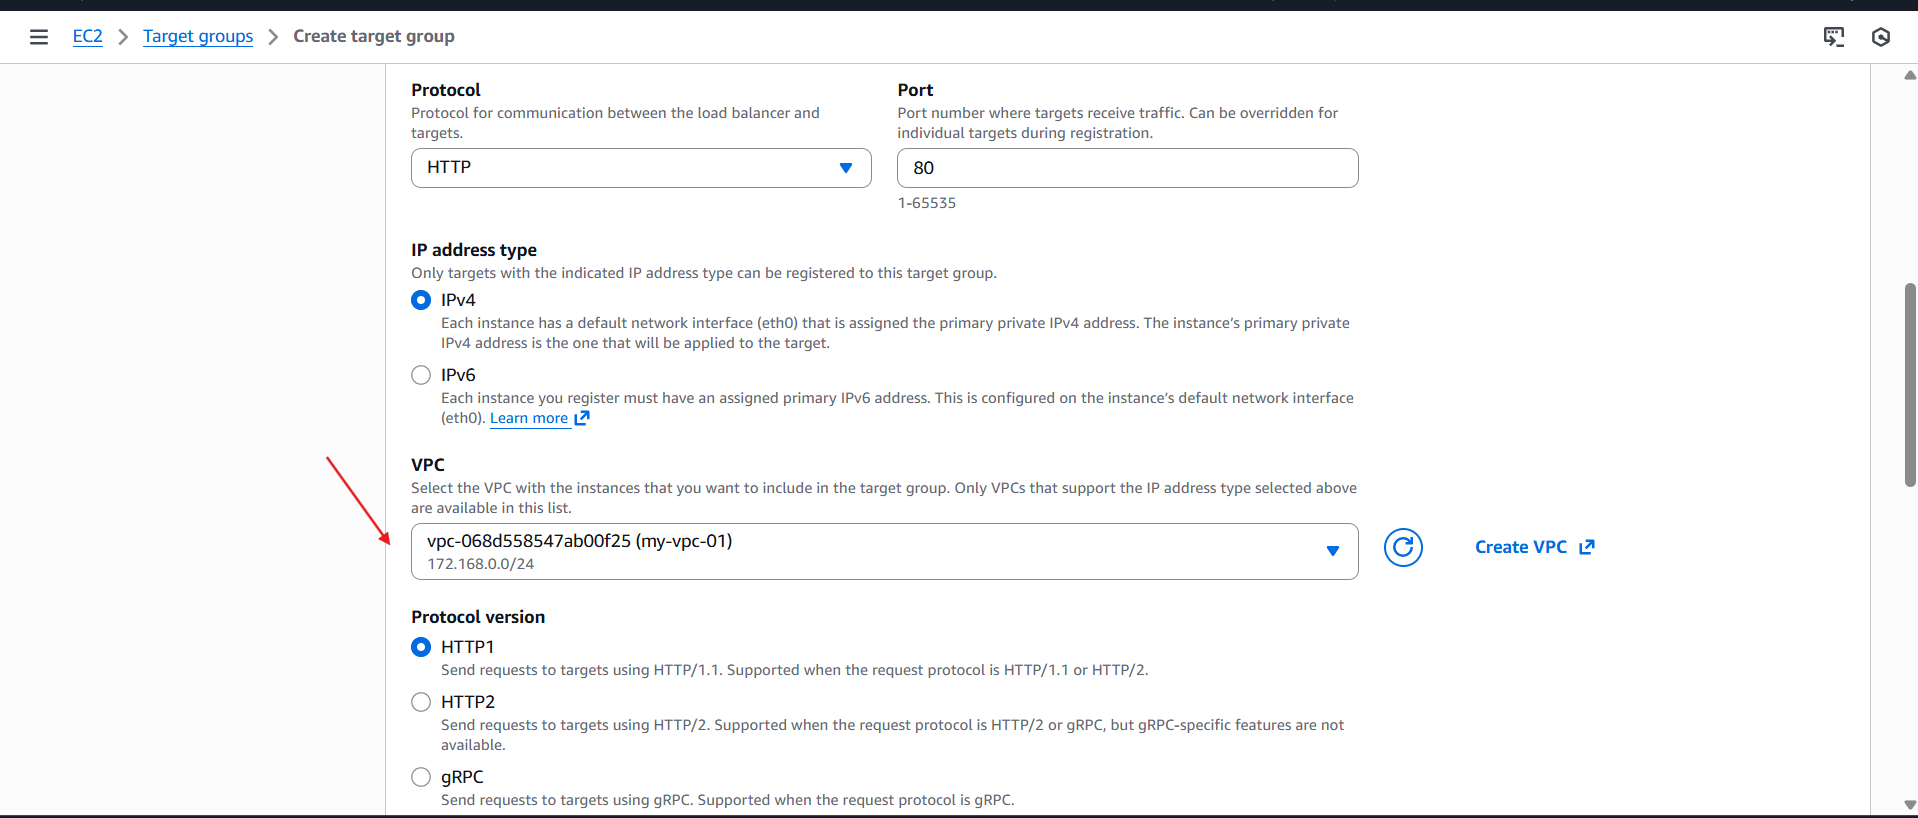 EC2 > Target groups > Create target group
Protocol
Protocol for communication between the load balancer and
targets.
HTTP
Port
Port number where targets receive traffic. Can be overridden for
individual targets during registration.
80
1-65535
IP address type
Only targets with the indicated IP address type can be registered to this target group.
IPv4
Each instance has a default network interface (eth0) that is assigned the primary private IPv4 address. The instance's primary private
IPv4 address is the one that will be applied to the target.
IPv6
Each instance you register must have an assigned primary IPv6 address. This is configured on the instance's default network interface
(eth0). Learn more
VPC
Select the VPC with the instances that you want to include in the target group. Only VPCs that support the IP address type selected above
are available in this list.
vpc-068d558547ab00f25 (my-vpc-01)
172.168.0.0/24
Create VPC
Protocol version
HTTP1
Send requests to targets using HTTP/1.1. Supported when the request protocol is HTTP/1.1 or HTTP/2.
HTTP2
Send requests to targets using HTTP/2. Supported when the request protocol is HTTP/2 or gRPC, but gRPC-specific features are not
available.
gRPC
Send requests to targets using gRPC. Supported when the request protocol is gRPC.